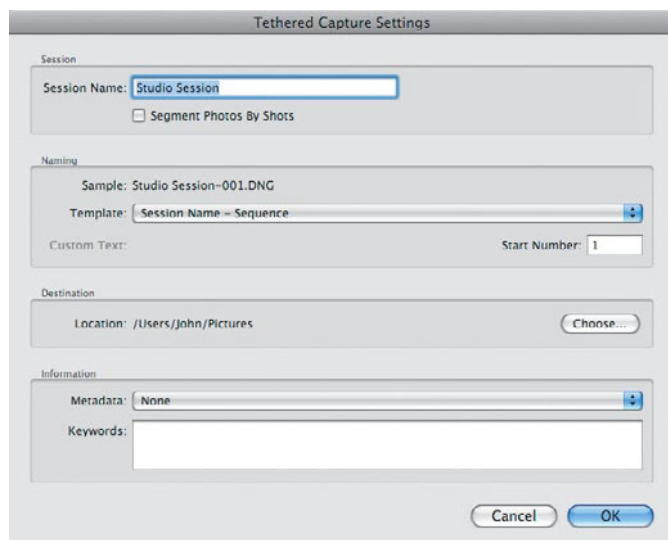 Tethered Capture Settings
Session
Session Name: Studio Session
Segment Photos By Shots
Naming
Sample: Studio Session-001.DNG
Template: Session Name - Sequence
Custom Text: Start Number: 1
Destination
Location: /Users/John/Pictures Choose...
Information
Metadata: None
Keywords:
Cancel OK